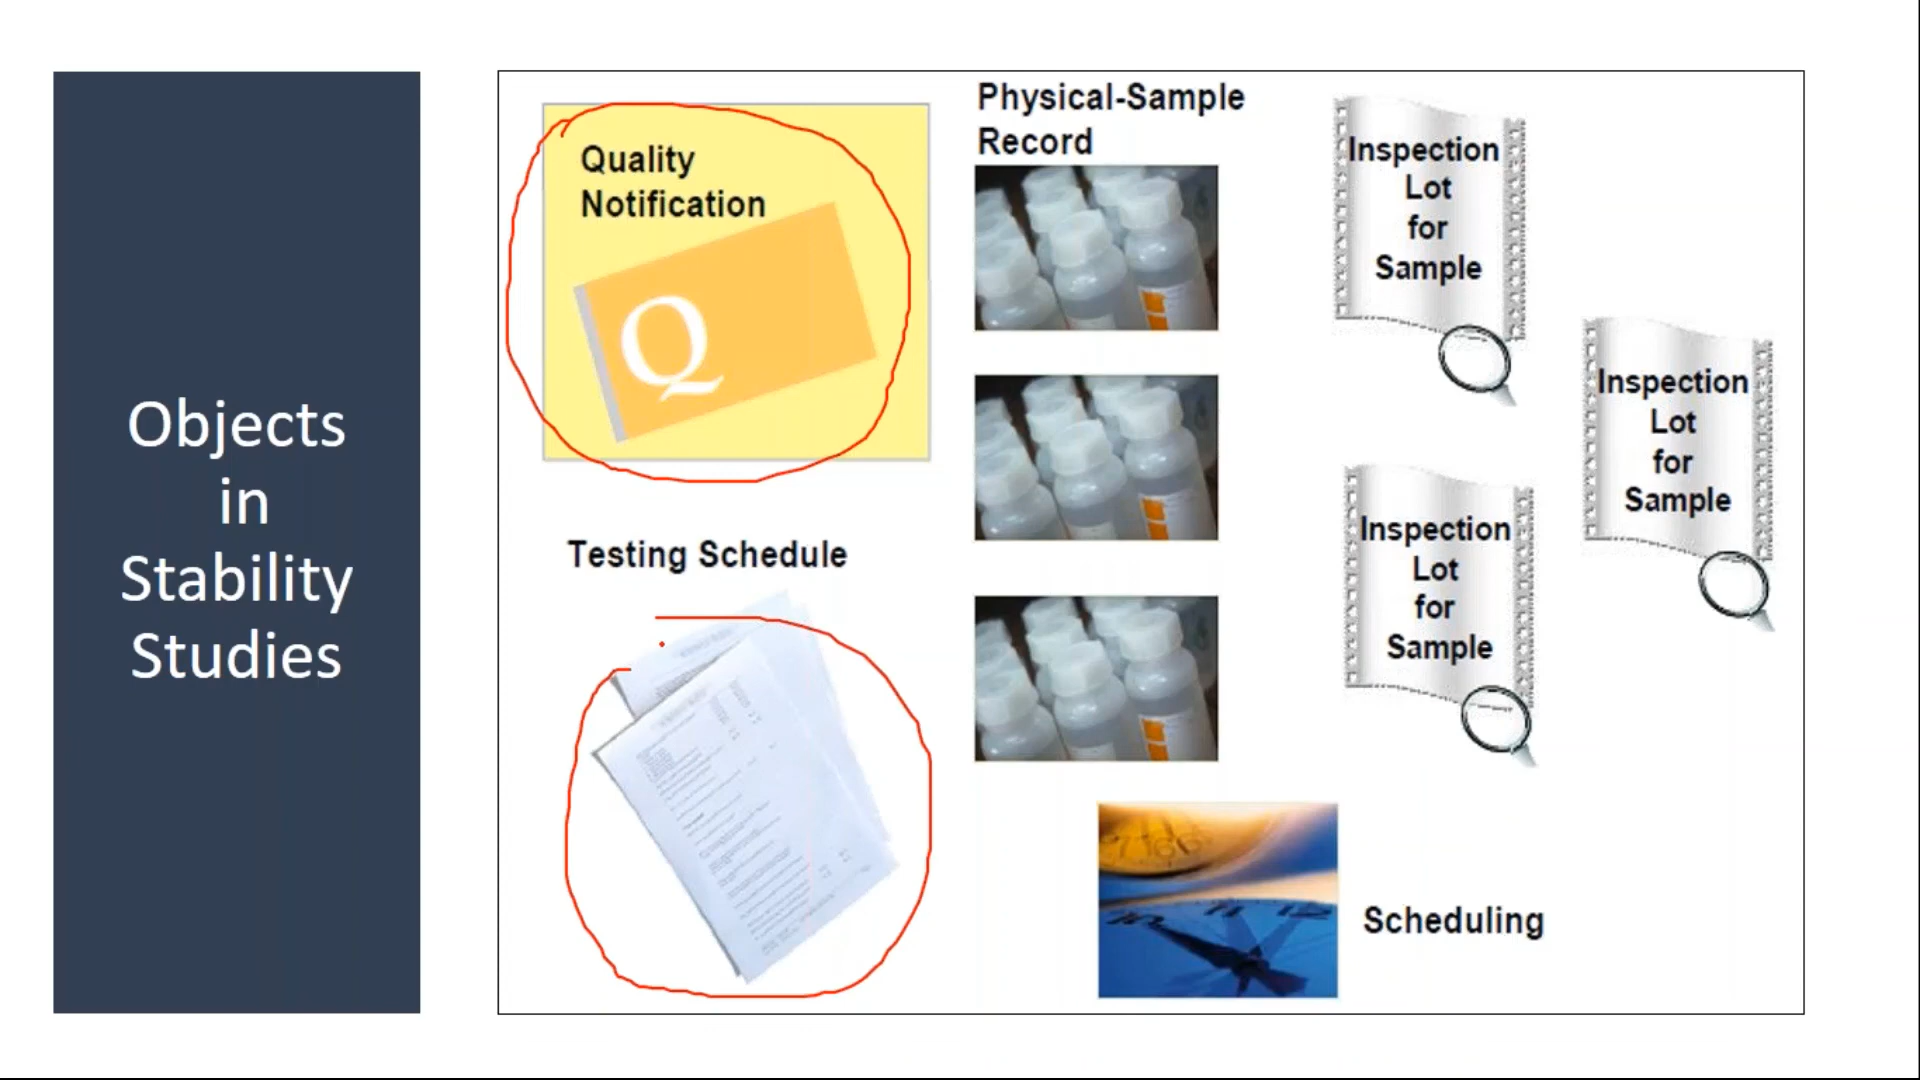 Objects
in
Stability
Studies
Quality
Notification
Q
Testing Schedule
Physical-Sample
Record
Inspection
Lot
for
Sample
Inspection
Lot
for
Sample
Inspection
Lot
for
Sample
Scheduling